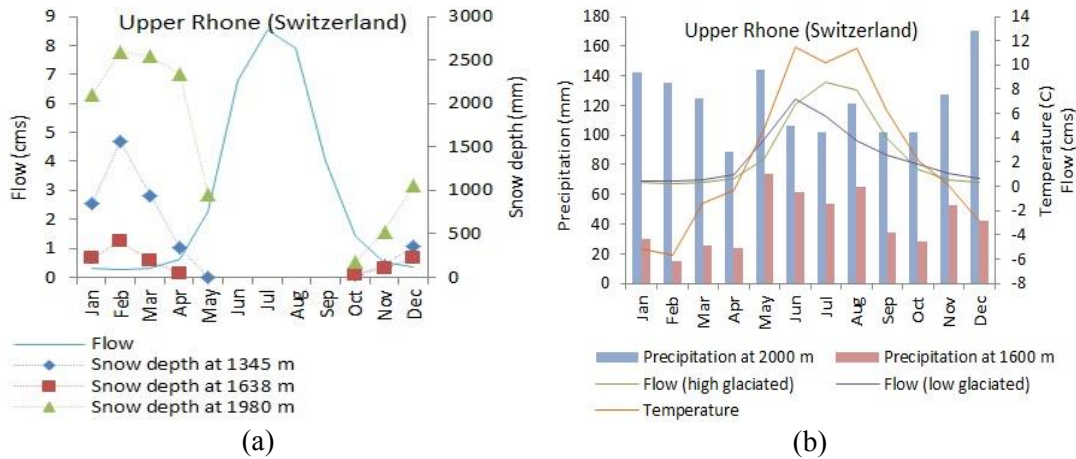 Upper Rhone (Switzerland)
Flow (cms)
9
8
7
6
5
4
3
2
1
0
3000
2500
2000
1500
1000
500
0
Snow depth (mm)
Jan
Feb
Mar
Apr
May
Jun
Jul
Aug
Sep
Oct
Nov
Dec
Flow
Snow depth at 1345 m
Snow depth at 1638 m
Snow depth at 1980 m
(a)
Upper Rhone (Switzerland)
Precipitation (mm)
180
160
140
120
100
80
60
40
20
0
14
12
10
8
6
4
2
0
-2
-4
-6
-8
Temperature (C)
Flow (cms)
Jan
Feb
Mar
Apr
May
Jun
Jul
Aug
Sep
Oct
Nov
Dec
Precipitation at 2000 m
Precipitation at 1600 m
Flow (high glaciated)
Flow (low glaciated)
Temperature
(b)